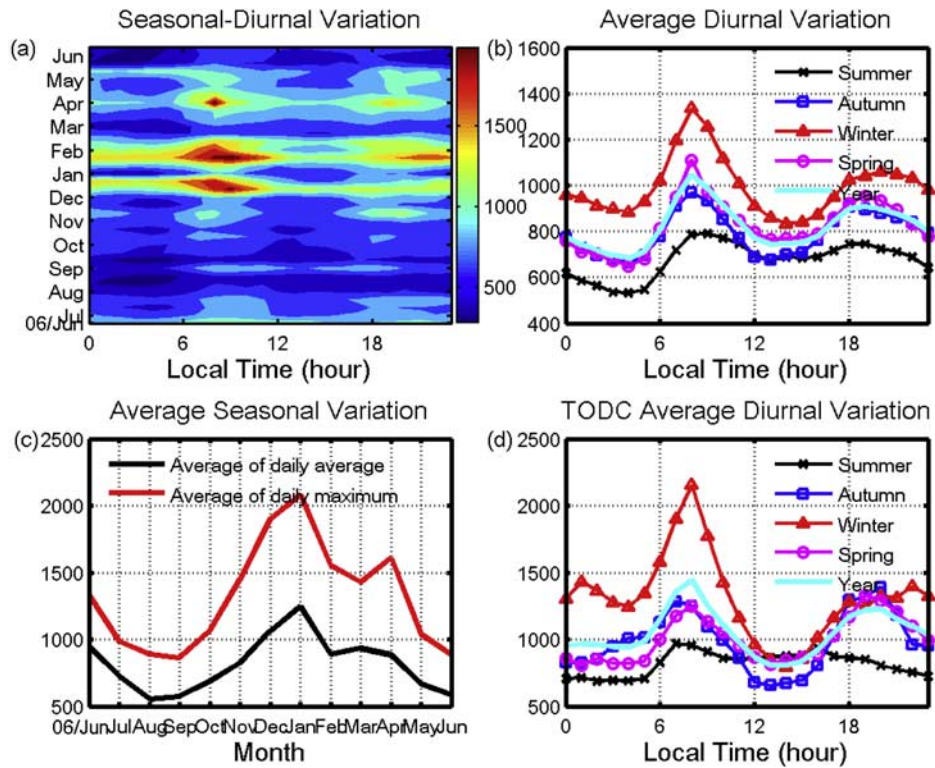 Seasonal-Diurnal Variation
(a)
Jun
May
Apr
Mar
Feb
Jan
Dec
Nov
Oct
Sep
Aug
Jul
06/Jun
0 6 12 18
Local Time (hour)
1500
1000
500
Average Diurnal Variation
(b)
1600
1400
1200
1000
800
600
400
Summer
Autumn
Winter
Spring
Year
0 6 12 18
Local Time (hour)
Average Seasonal Variation
(c)
2500
2000
1500
1000
500
Average of daily average
Average of daily maximum
06/Jun Jul Aug Sep Oct Nov Dec Jan Feb Mar Apr May Jun
Month
TODC Average Diurnal Variation
(d)
2500
2000
1500
1000
500
Summer
Autumn
Winter
Spring
Year
0 6 12 18
Local Time (hour)